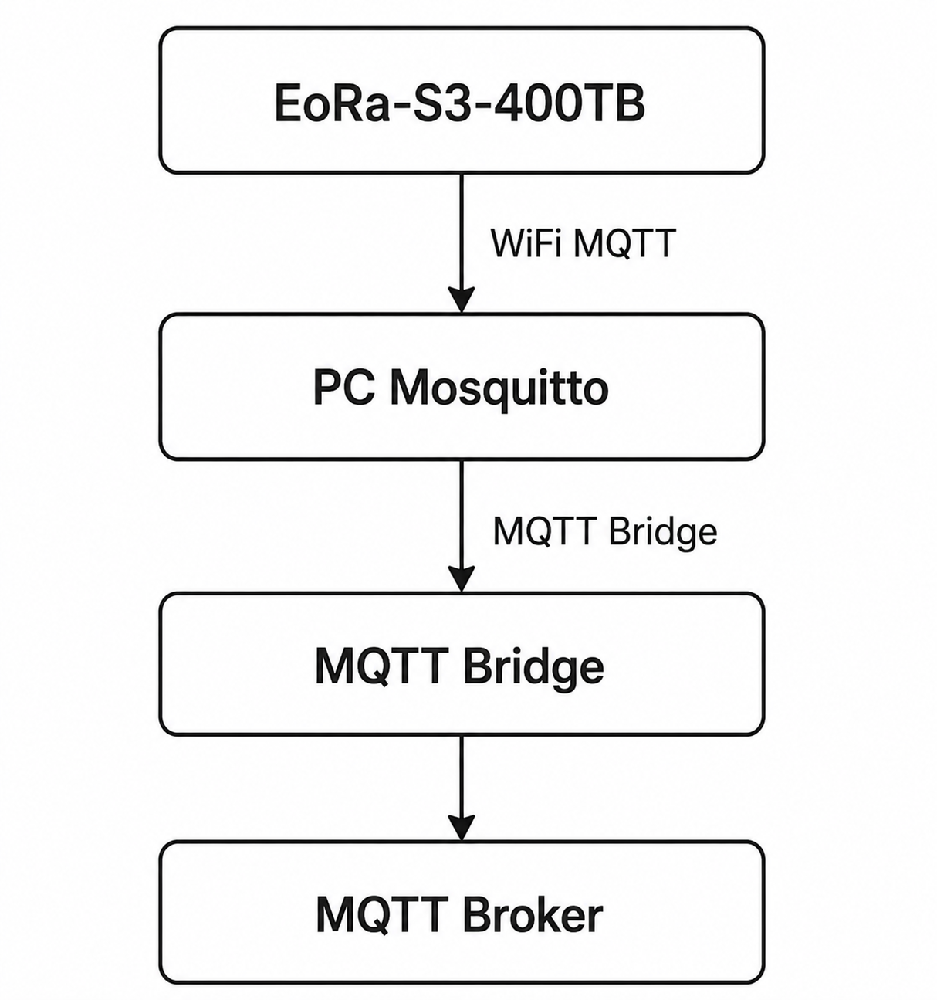 EoRa-S3-400TB
WiFi MQTT
PC Mosquitto
MQTT Bridge
MQTT Bridge
MQTT Broker